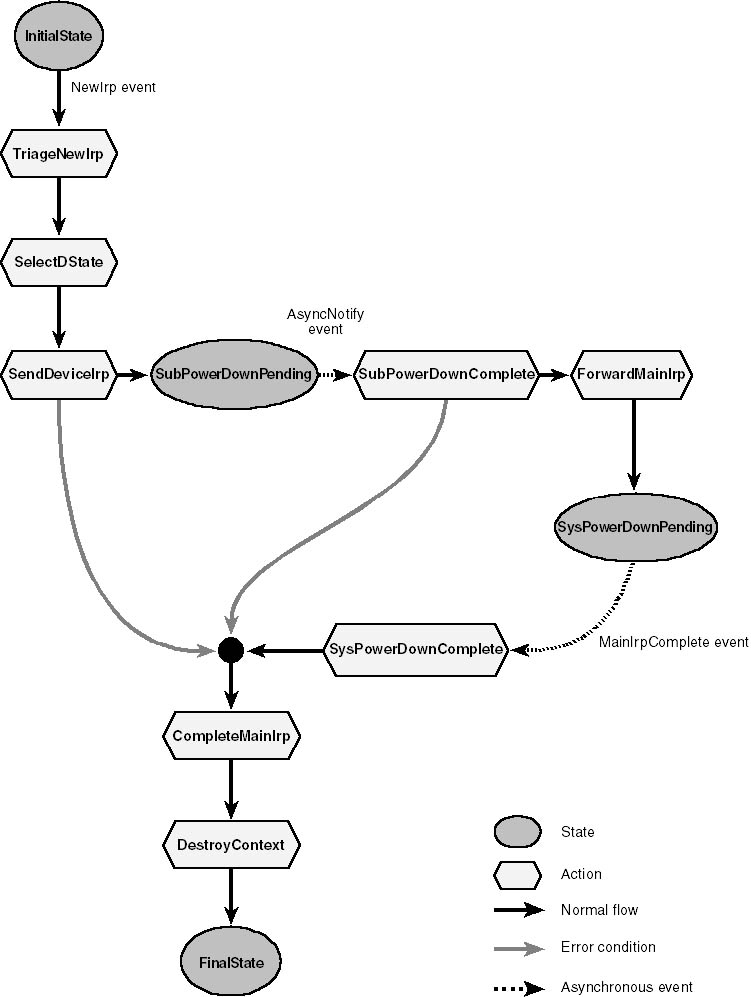 InitialState
NewIrp event
TriageNewIrp
SelectDState
AsyncNotify
event
SendDeviceIrp
SubPowerDownPending
SubPowerDownComplete
ForwardMainIrp
SysPowerDownPending
MainIrpComplete event
SysPowerDownComplete
CompleteMainIrp
DestroyContext
FinalState
State
Action
Normal flow
Error condition
Asynchronous event